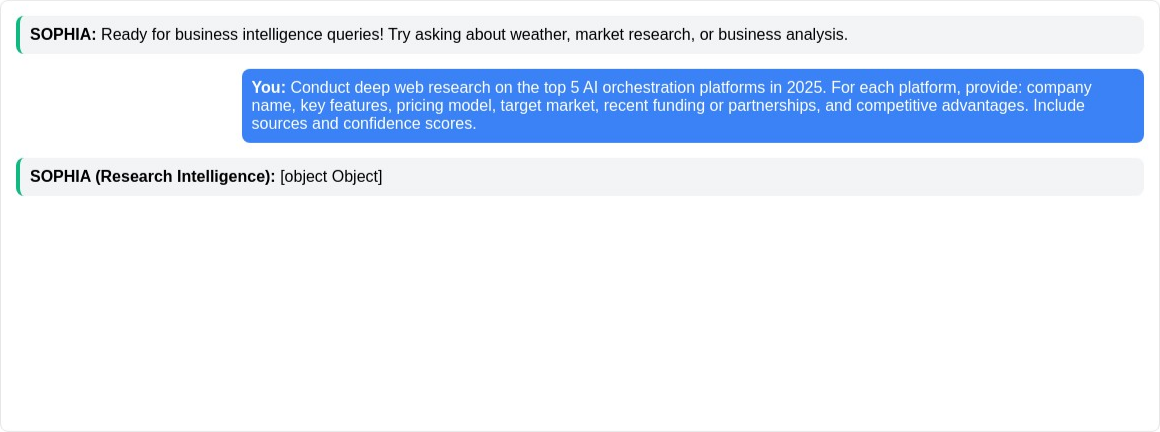 SOPHIA: Ready for business intelligence queries! Try asking about weather, market research, or business analysis.
You: Conduct deep web research on the top 5 AI orchestration platforms in 2025. For each platform, provide: company
name, key features, pricing model, target market, recent funding or partnerships, and competitive advantages. Include
sources and confidence scores.
SOPHIA (Research Intelligence): [object Object]